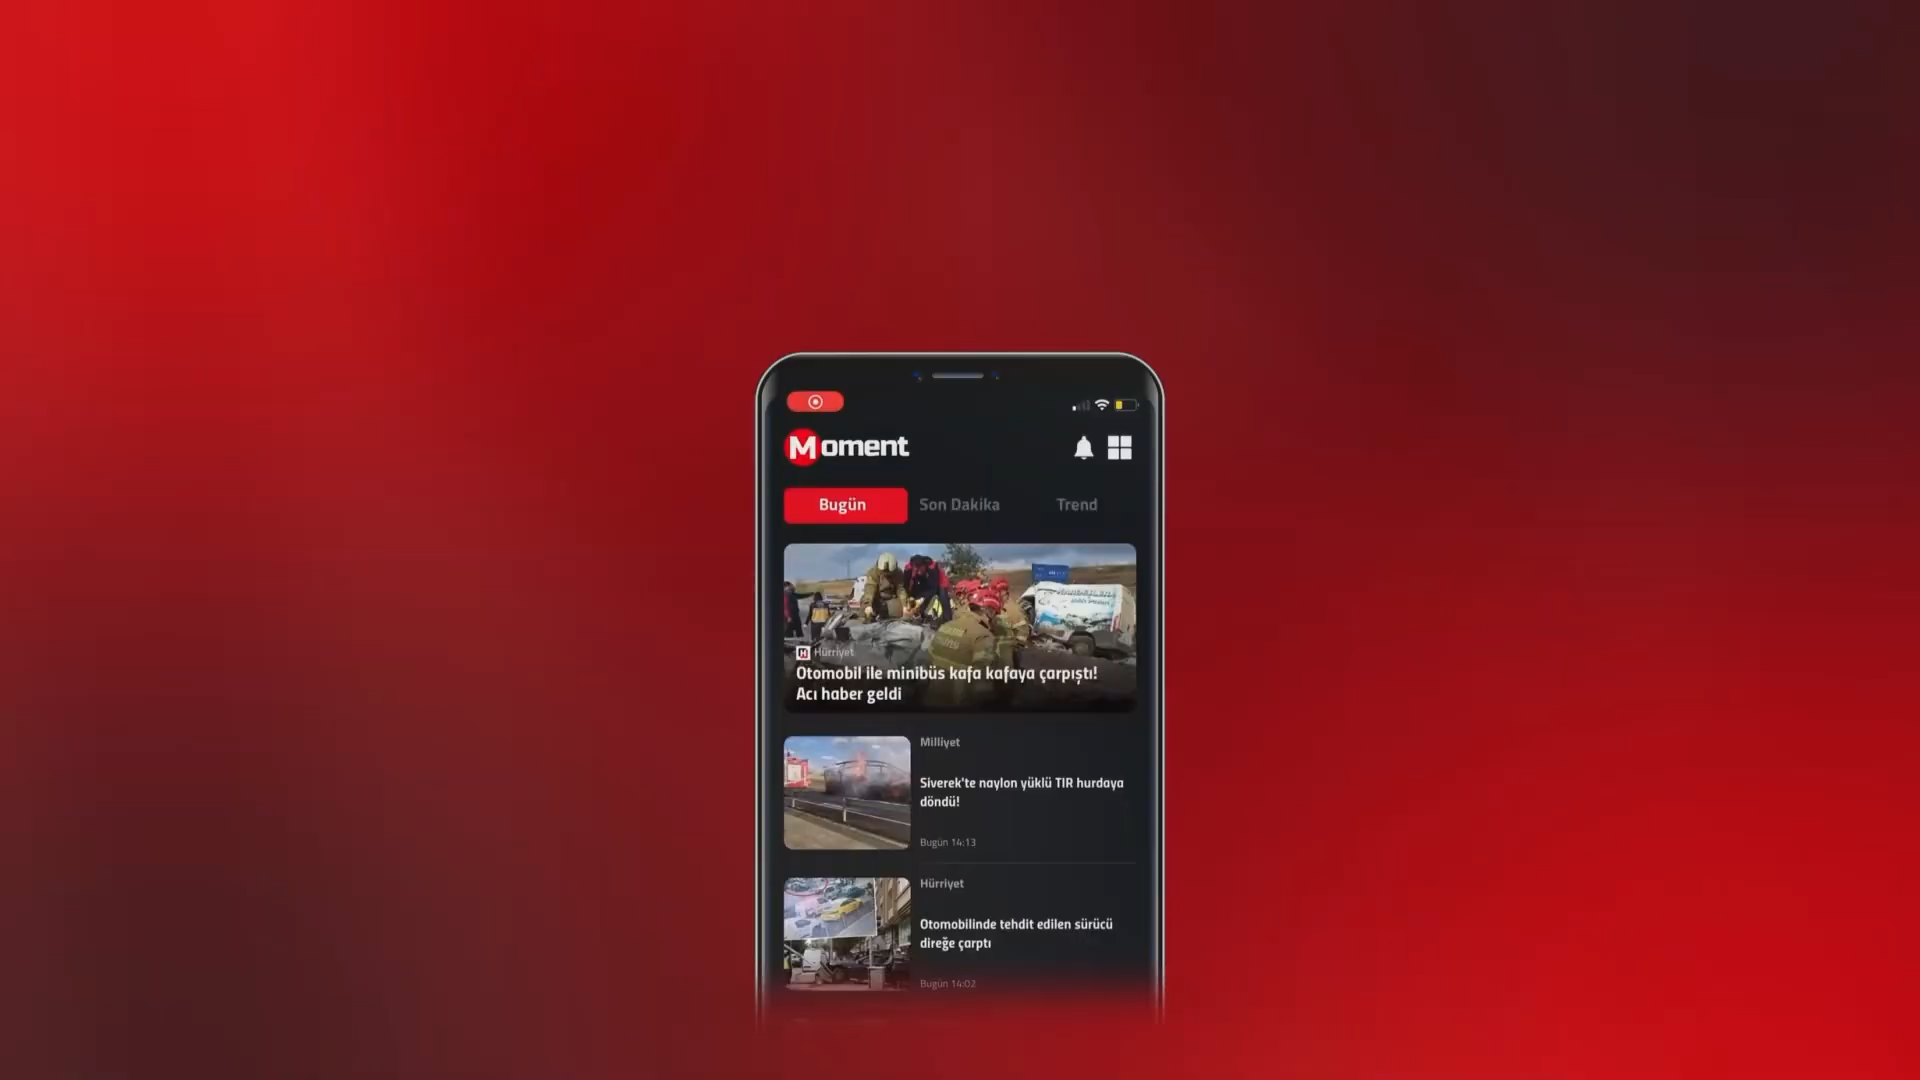 Moment
Bugün
Son Dakika
Trend
Hürriyet
Otomobil ile minibüs kafa kafaya çarpıştı!
Acı haber geldi
Milliyet
Siverek'te naylon yüklü TIR hurdaya
döndü!
Bugün 14:13
Hürriyet
Otomobilinde tehdit edilen sürücü
direğe çarptı
Bugün 14:02